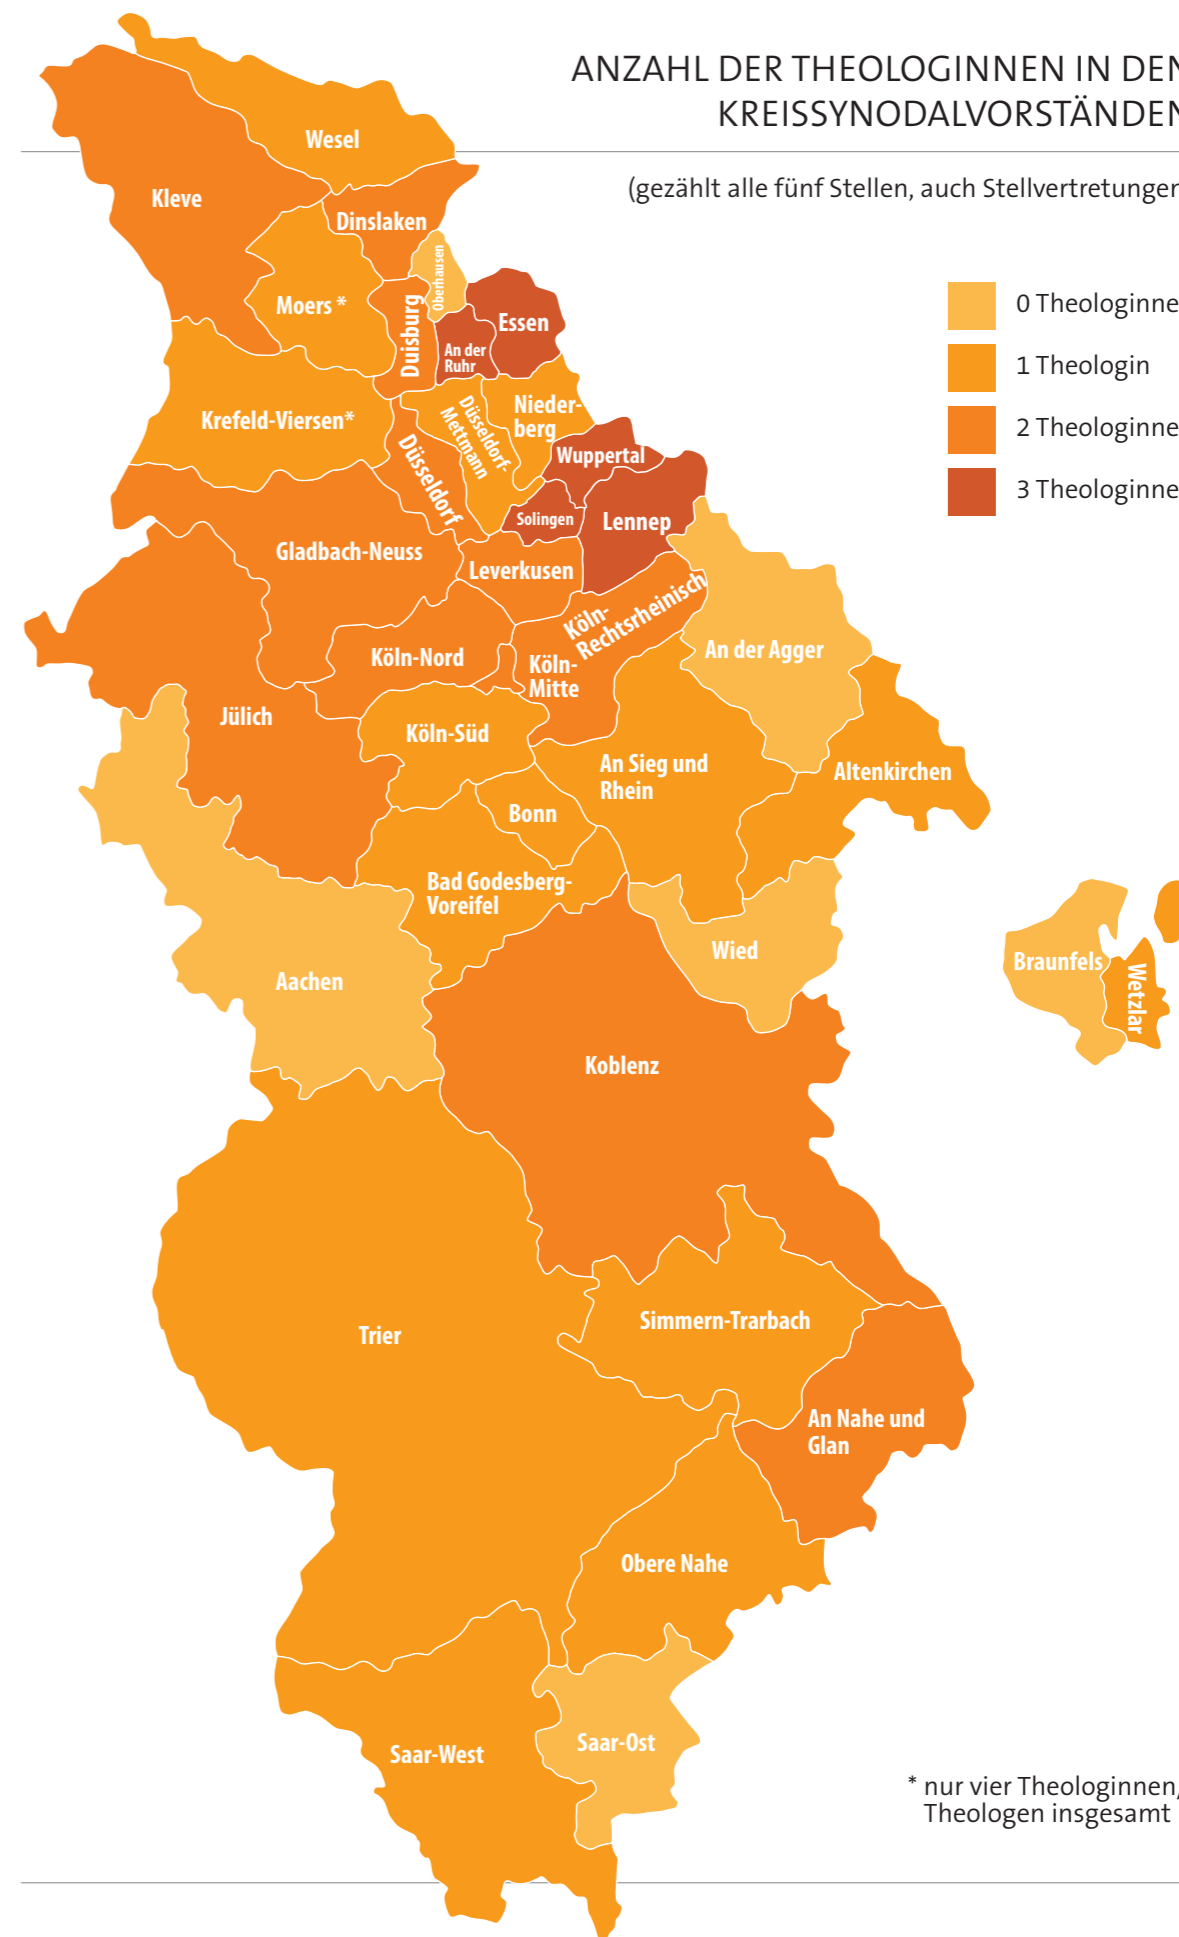 ANZAHL DER THEOLOGINNEN IN DEN
KREISSYNODALVORSTÄNDEN
(gezählt alle fünf Stellen, auch Stellvertretungen
0 Theologinne
1 Theologin
2 Theologinne
3 Theologinne
Wesel
Kleve
Dinslaken
Oberhausen
Moers *
Duisburg
Essen
An der
Ruhr
Krefeld-Viersen*
Düsseldorf-
Mettmann
Nieder-
berg
Düsseldorf
Wuppertal
Solingen
Lennep
Gladbach-Neuss
Leverkusen
Köln-
Rechtsrheinisch
Köln-Nord
Köln-
Mitte
An der Agger
Jülich
Köln-Süd
An Sieg und
Rhein
Altenkirchen
Bonn
Bad Godesberg-
Voreifel
Wied
Braunfels
Wetzlar
Aachen
Koblenz
Trier
Simmern-Trarbach
An Nahe und
Glan
Obere Nahe
Saar-West
Saar-Ost
* nur vier Theologinnen,
Theologen insgesamt